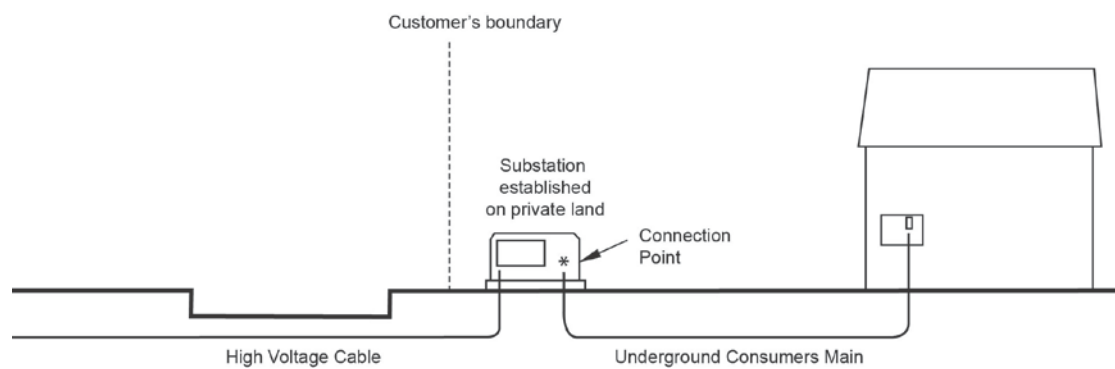 Customer's boundary
Substation
established
on private land
Connection
Point
*
High Voltage Cable
Underground Consumers Main